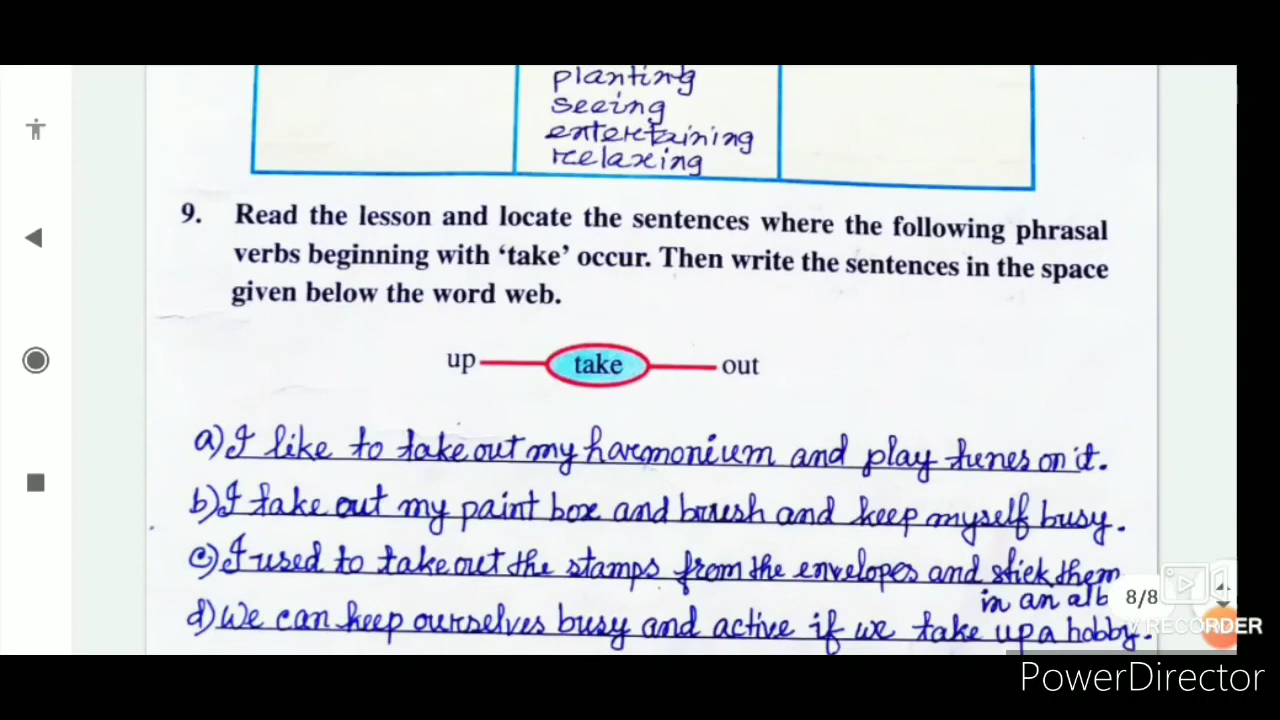 planting
seeing
entertaining
relaxing
9. Read the lesson and locate the sentences where the following phrasal
verbs beginning with ‘take’ occur. Then write the sentences in the space
given below the word web.
up take out
a) I like to take out my harmonium and play tunes on it.
b) I take out my paint box and brush and keep myself busy.
c) I used to take out the stamps from the envelopes and stick them
in an alb
8/8
d) We can keep ourselves busy and active if we take up a hobby.
RECORDER
PowerDirector